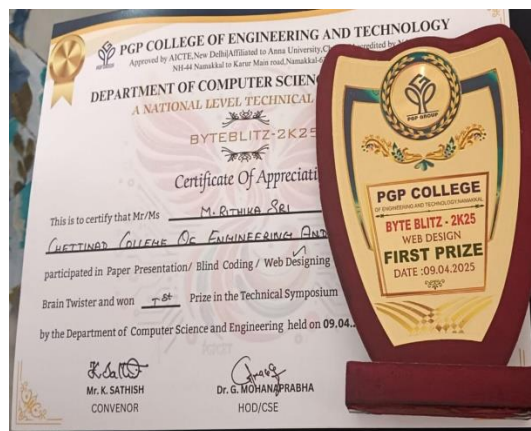 PGP COLLEGE OF ENGINEERING AND TECHNOLOGY
Approved by AICTE, New Delhi|Affiliated to Anna University,
NH-44 Namakkal to Karur Main road, Namakkal-
DEPARTMENT OF COMPUTER SCIENC
A NATIONAL LEVEL TECHNICAL
BYTEBLITZ-2K25
Certificate Of Appreciati
This is to certify that Mr/Ms M. RITHIKA SRI
CHETTINAD COLLEGE OF ENGINEERING AND
participated in Paper Presentation/ Blind Coding / Web Designing
Brain Twister and won Ist Prize in the Technical Symposium
by the Department of Computer Science and Engineering held on 09.04.
Mr. K. SATHISH
CONVENOR
Dr. G. MOHANAPRABHA
HOD/CSE
PGP GROUP
PGP COLLEGE
OF ENGINEERING AND TECHNOLOGY, NAMAKKAL
BYTE BLITZ - 2K25
WEB DESIGN
FIRST PRIZE
DATE :09.04.2025